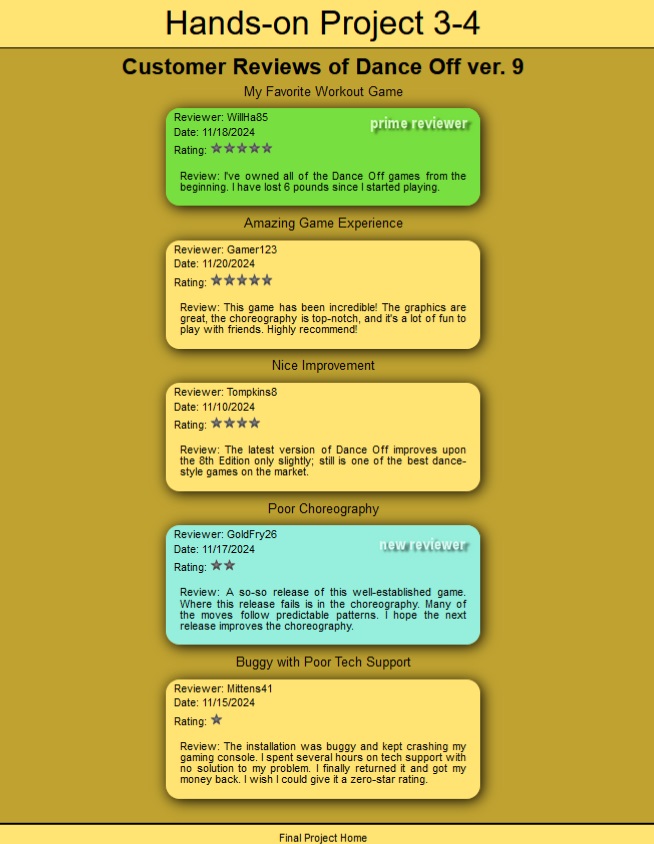 Hands-on Project 3-4
Customer Reviews of Dance Off ver. 9
My Favorite Workout Game
Reviewer: WillHa85
prime reviewer
Date: 11/18/2024
Rating:
Review: I've owned all of the Dance Off games from the
beginning. I have lost 6 pounds since I started playing.
Amazing Game Experience
Reviewer: Gamer123
Date: 11/20/2024
Rating:
Review: This game has been incredible! The graphics are
great, the choreography is top-notch, and it's a lot of fun to
play with friends. Highly recommend!
Nice Improvement
Reviewer: Tompkins8
Date: 11/10/2024
Rating:
Review: The latest version of Dance Off improves upon
the 8th Edition only slightly; still is one of the best dance-
style games on the market.
Poor Choreography
Reviewer: GoldFry26
new reviewer
Date: 11/17/2024
Rating:
Review: A so-so release of this well-established game.
Where this release fails is in the choreography. Many of
the moves follow predictable patterns. I hope the next
release improves the choreography.
Buggy with Poor Tech Support
Reviewer: Mittens41
Date: 11/15/2024
Rating:
Review: The installation was buggy and kept crashing my
gaming console. I spent several hours on tech support with
no solution to my problem. I finally returned it and got my
money back. I wish I could give it a zero-star rating.
Final Project Home